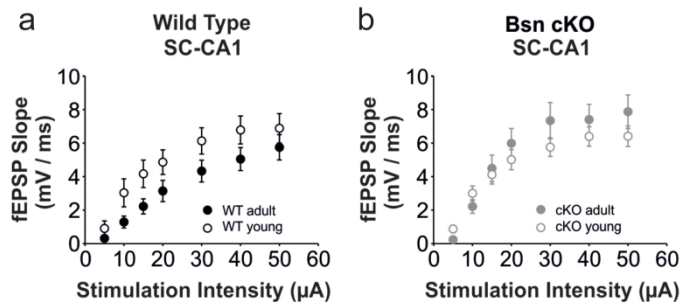 a
Wild Type
SC-CA1
fEPSP Slope
(mV / ms)
10
8
6
4
2
0
WT adult
WT young
0 10 20 30 40 50 60
Stimulation Intensity (µA)
b
Bsn cKO
SC-CA1
fEPSP Slope
(mV / ms)
10
8
6
4
2
0
cKO adult
cKO young
0 10 20 30 40 50 60
Stimulation Intensity (µA)